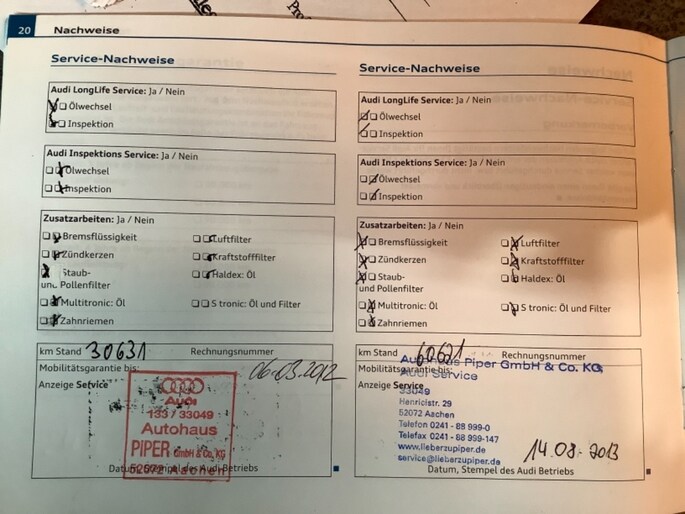 20 Nachweise
Service-Nachweise
Audi LongLife Service: Ja / Nein
Ölwechsel
Inspektion
Audi Inspektions Service: Ja / Nein
Ölwechsel
Inspektion
Zusatzarbeiten: Ja / Nein
Bremsflüssigkeit
Luftfilter
Zündkerzen
Kraftstofffilter
Staub-
und Pollenfilter
Haldex: Öl
Multitronic: Öl
S tronic: Öl und Filter
Zahnriemen
km Stand 30631 Rechnungsnummer
Mobilitätsgarantie bis: 06.03.2012
Anzeige Service
Audi
133 / 33049
Autohaus
PIPER GmbH & Co. KG
52072 Aachen
Datum, Stempel des Audi Betriebs
Service-Nachweise
Audi LongLife Service: Ja / Nein
Ölwechsel
Inspektion
Audi Inspektions Service: Ja / Nein
Ölwechsel
Inspektion
Zusatzarbeiten: Ja / Nein
Bremsflüssigkeit
Luftfilter
Zündkerzen
Kraftstofffilter
Staub-
und Pollenfilter
Haldex: Öl
Multitronic: Öl
S tronic: Öl und Filter
Zahnriemen
km Stand 60621 Rechnungsnummer
Mobilitätsgarantie bis:
Anzeige Service
Autohaus Piper GmbH & Co. KG
Audi Service
33049
Henricistr. 29
52072 Aachen
Telefon 0241 - 88 999-0
Telefax 0241 - 88 999-147
www.lieberzupiper.de
service@lieberzupiper.de
14.08-2013
Datum, Stempel des Audi Betriebs